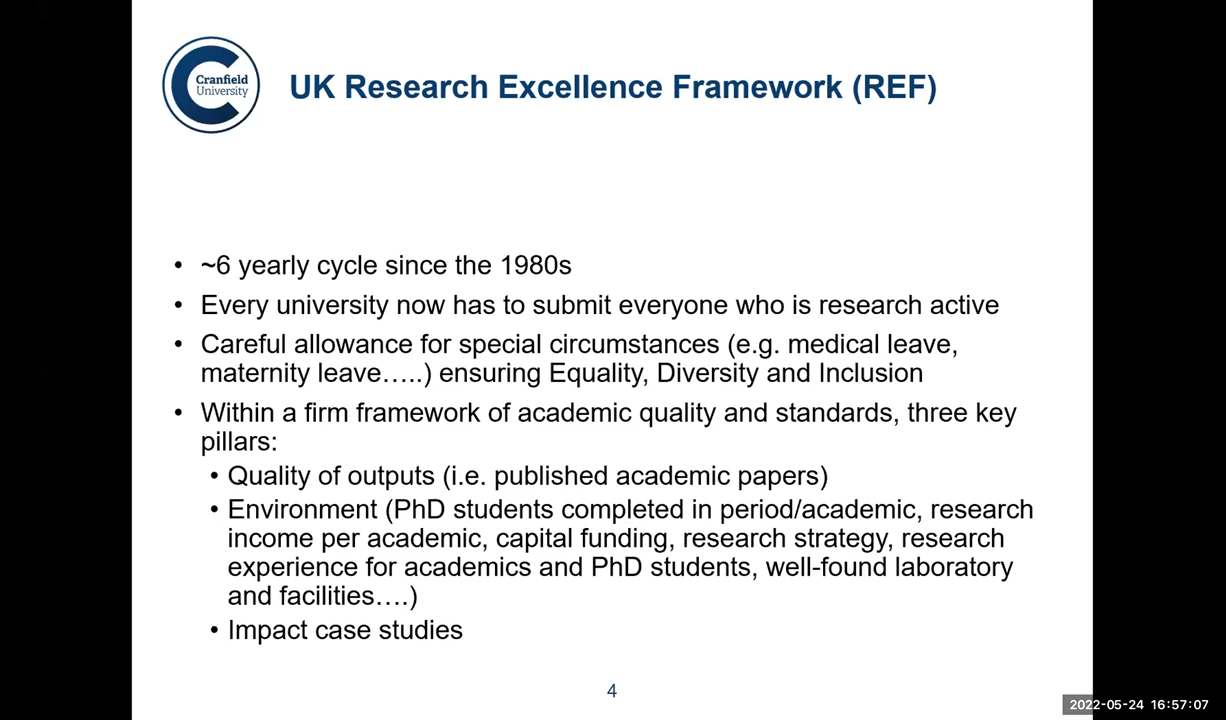 Cranfield
University
UK Research Excellence Framework (REF)
• ~6 yearly cycle since the 1980s
• Every university now has to submit everyone who is research active
• Careful allowance for special circumstances (e.g. medical leave,
maternity leave…..) ensuring Equality, Diversity and Inclusion
• Within a firm framework of academic quality and standards, three key
pillars:
• Quality of outputs (i.e. published academic papers)
• Environment (PhD students completed in period/academic, research
income per academic, capital funding, research strategy, research
experience for academics and PhD students, well-found laboratory
and facilities….)
• Impact case studies
4
2022-05-24 16:57:07